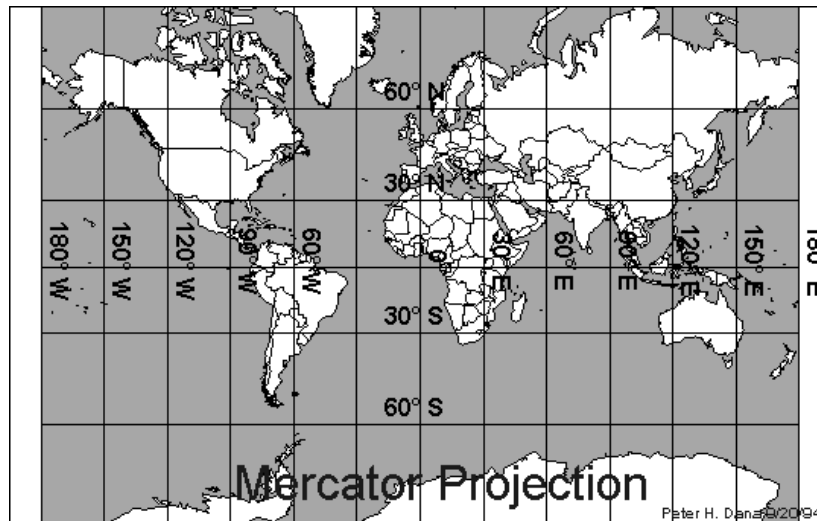 60° N
30° N
180° W
150° W
120° W
90° W
60° W
0°
30° E
60° E
90° E
120° E
150° E
180° E
30° S
60° S
Mercator Projection
Peter H. Dana 9/20/94